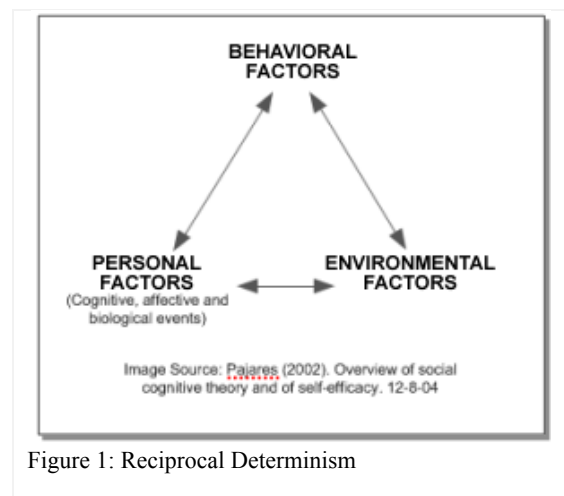 BEHAVIORAL
FACTORS
PERSONAL
FACTORS
(Cognitive, affective and
biological events)
ENVIRONMENTAL
FACTORS
Image Source: Pajares (2002). Overview of social
cognitive theory and of self-efficacy. 12-8-04
Figure 1: Reciprocal Determinism